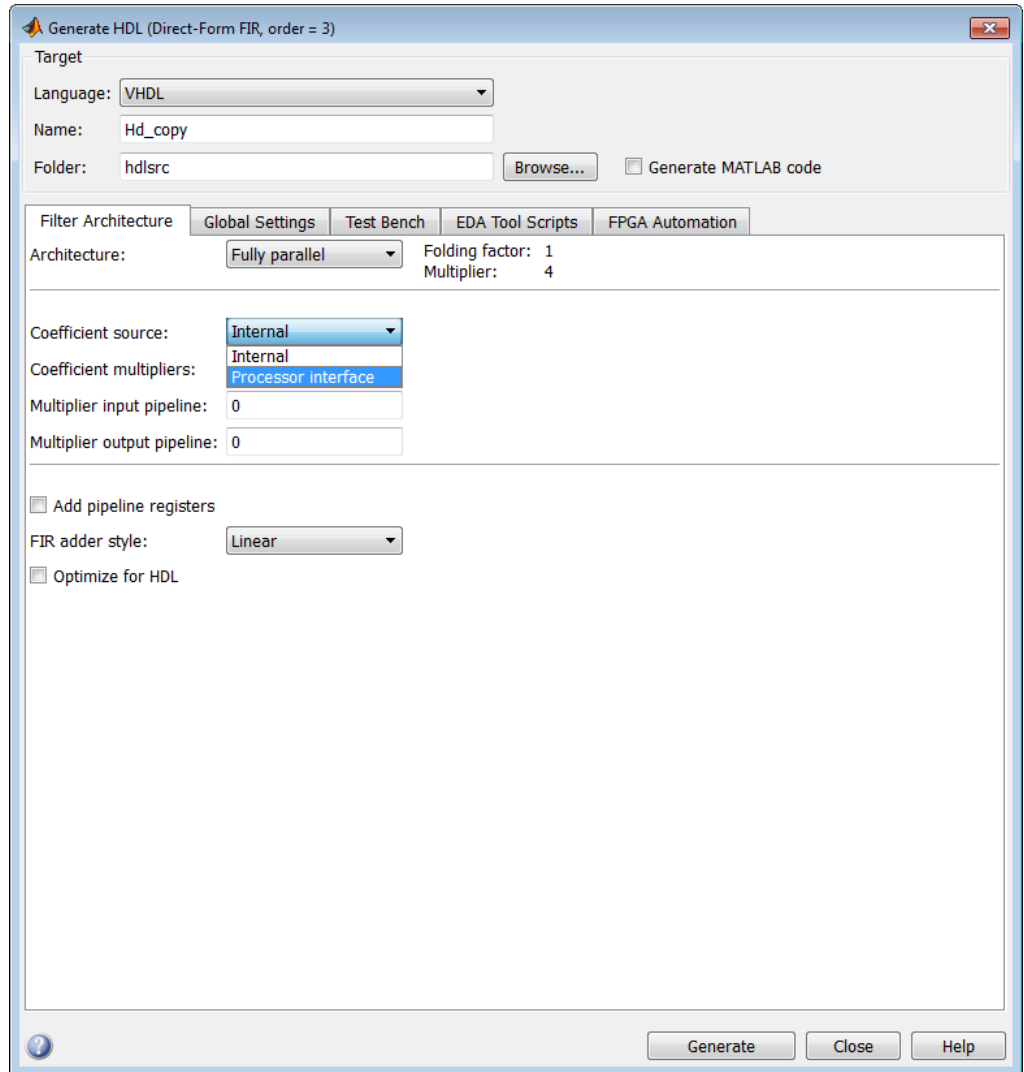 Generate HDL (Direct-Form FIR, order = 3)
Target
Language: VHDL
Name: Hd_copy
Folder: hdlsrc Browse... Generate MATLAB code
Filter Architecture Global Settings Test Bench EDA Tool Scripts FPGA Automation
Architecture: Fully parallel Folding factor: 1
Multiplier: 4
Coefficient source: Internal
Internal
Coefficient multipliers:
Processor interface
Multiplier input pipeline: 0
Multiplier output pipeline: 0
Add pipeline registers
FIR adder style: Linear
Optimize for HDL
? Generate Close Help